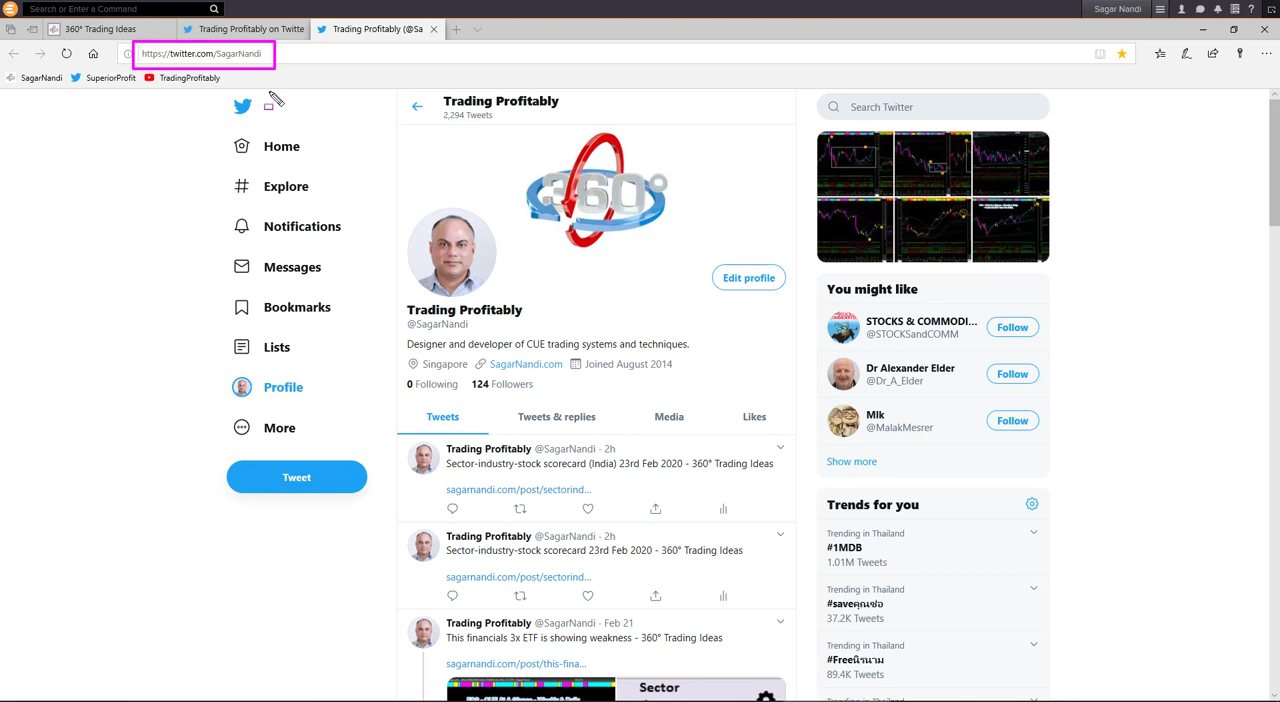 Search or Enter a Command
Sagar Nandi
360° Trading Ideas
Trading Profitably on Twitte
Trading Profitably (@Sa
https://twitter.com/SagarNandi
SagarNandi
SuperiorProfit
TradingProfitably
Trading Profitably
2,294 Tweets
Search Twitter
Home
Explore
Notifications
Messages
Bookmarks
Lists
Profile
More
Tweet
360°
Edit profile
Trading Profitably
@SagarNandi
Designer and developer of CUE trading systems and techniques.
Singapore SagarNandi.com Joined August 2014
0 Following 124 Followers
Tweets Tweets & replies Media Likes
Trading Profitably @SagarNandi · 2h
Sector-industry-stock scorecard (India) 23rd Feb 2020 - 360° Trading Ideas
sagarnandi.com/post/sectorind...
Trading Profitably @SagarNandi · 2h
Sector-industry-stock scorecard 23rd Feb 2020 - 360° Trading Ideas
sagarnandi.com/post/sectorind...
Trading Profitably @SagarNandi · Feb 21
This financials 3x ETF is showing weakness - 360° Trading Ideas
sagarnandi.com/post/this-fina...
Sector
You might like
STOCKS & COMMODI...
@STOCKSandCOMM
Follow
Dr Alexander Elder
@Dr_A_Elder
Follow
Mlk
@MalakMesrer
Follow
Show more
Trends for you
Trending in Thailand
#1MDB
1.01M Tweets
Trending in Thailand
#saveคุณช่อ
37.2K Tweets
Trending in Thailand
#Freeนิรนาม
89.4K Tweets